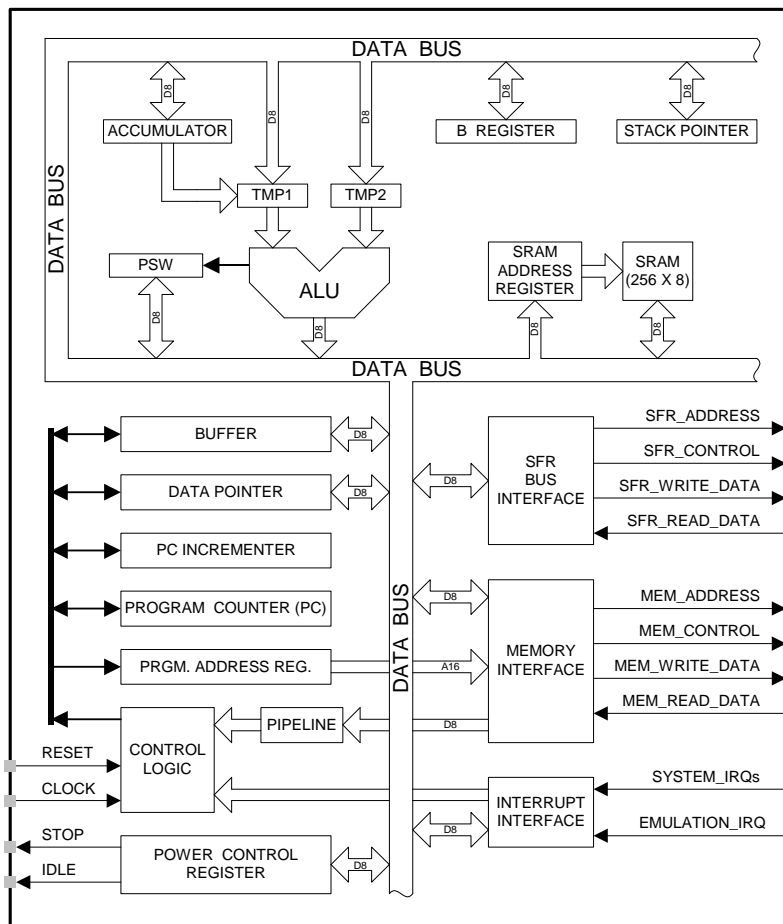 DATA BUS
D8
D8
D8
D8
D8
ACCUMULATOR
B REGISTER
STACK POINTER
DATA BUS
TMP1
TMP2
PSW
ALU
SRAM
ADDRESS
REGISTER
SRAM
(256 X 8)
D8
D8
D8
D8
DATA BUS
BUFFER
D8
SFR_ADDRESS
SFR_CONTROL
SFR
BUS
INTERFACE
D8
DATA POINTER
D8
SFR_WRITE_DATA
SFR_READ_DATA
PC INCREMENTER
DATA BUS
D8
PROGRAM COUNTER (PC)
MEM_ADDRESS
MEM_CONTROL
MEMORY
INTERFACE
PRGM. ADDRESS REG.
A16
MEM_WRITE_DATA
MEM_READ_DATA
PIPELINE
D8
CONTROL
LOGIC
RESET
CLOCK
SYSTEM_IRQs
INTERRUPT
INTERFACE
D8
EMULATION_IRQ
STOP
IDLE
POWER CONTROL
REGISTER
D8